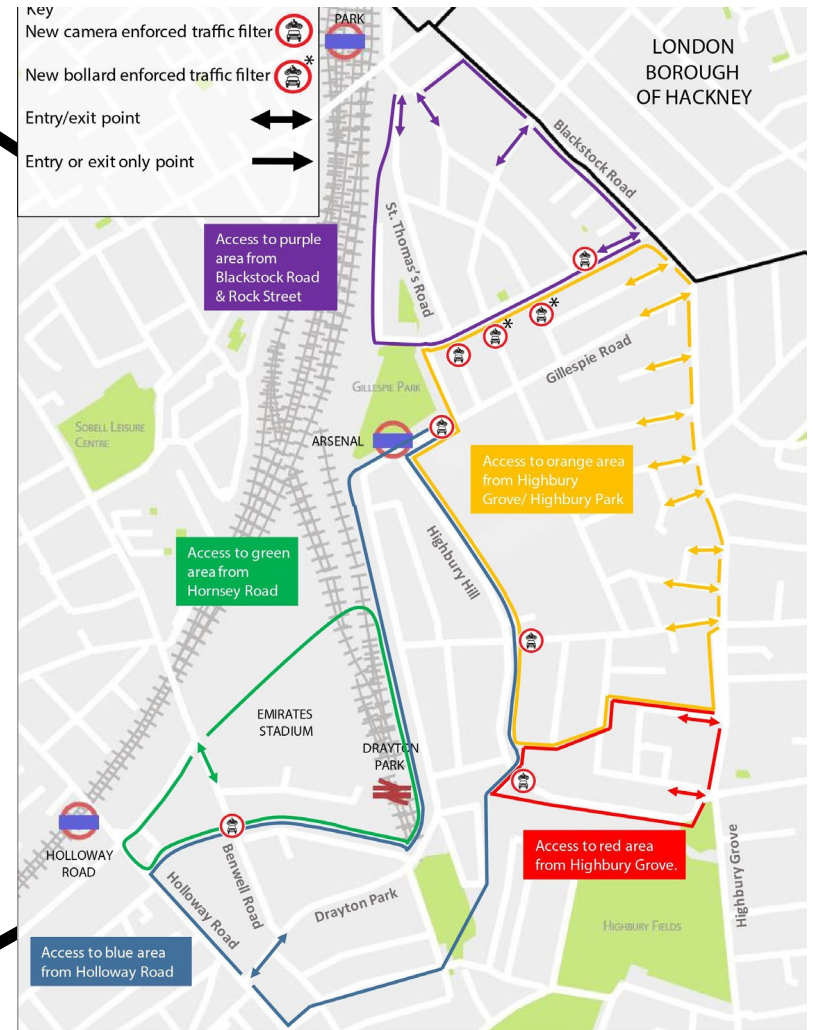 Key
New camera enforced traffic filter
New bollard enforced traffic filter *
Entry/exit point
Entry or exit only point
PARK
LONDON
BOROUGH
OF HACKNEY
Blackstock Road
Access to purple
area from
Blackstock Road
& Rock Street
St. Thomas's Road
*
*
Gillespie Road
GILLESPIE PARK
SOBELL LEISURE
CENTRE
ARSENAL
Access to orange area
from Highbury
Grove/ Highbury Park
Highbury Hill
Access to green
area from
Hornsey Road
EMIRATES
STADIUM
DRAYTON
PARK
HOLLOWAY
ROAD
Benwell Road
Holloway Road
Drayton Park
Access to red area
from Highbury Grove.
Highbury Grove
HIGHBURY FIELDS
Access to blue area
from Holloway Road